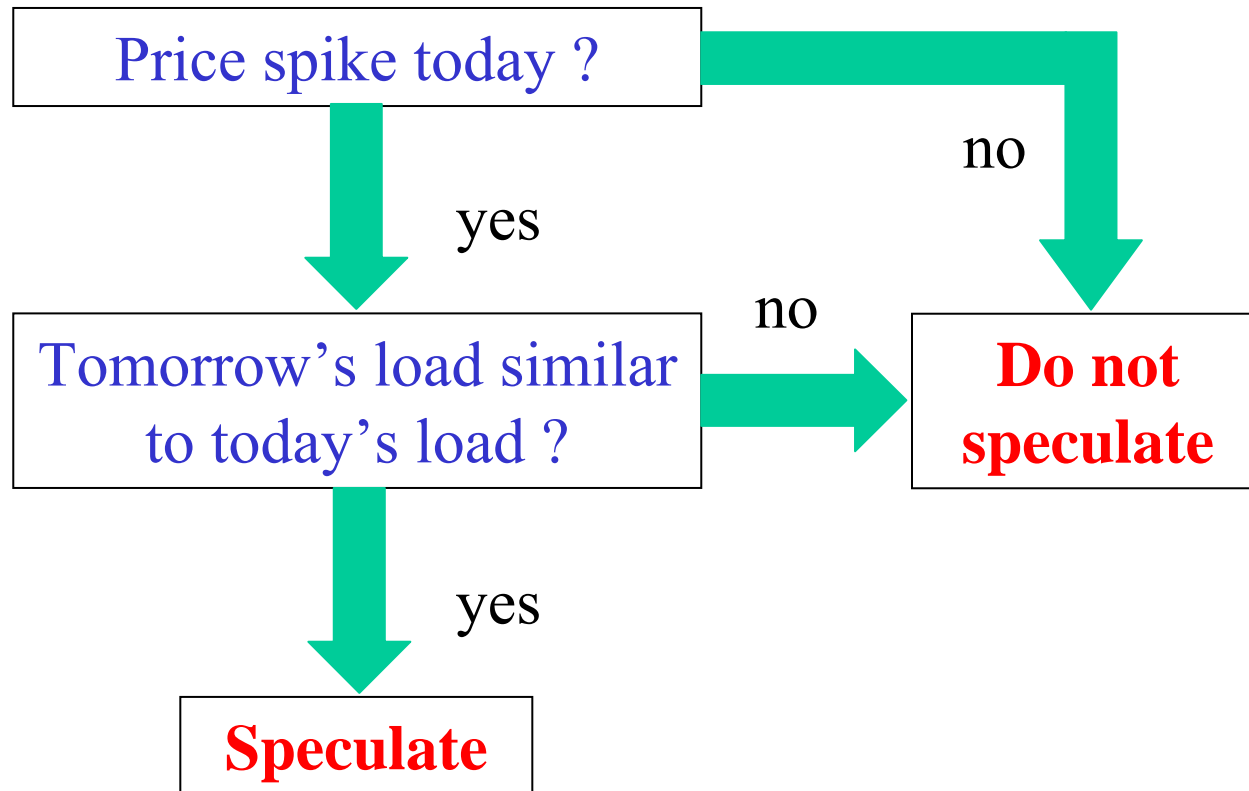 Price spike today ?
no
yes
no
Tomorrow’s load similar
to today’s load ?
Do not
speculate
yes
Speculate